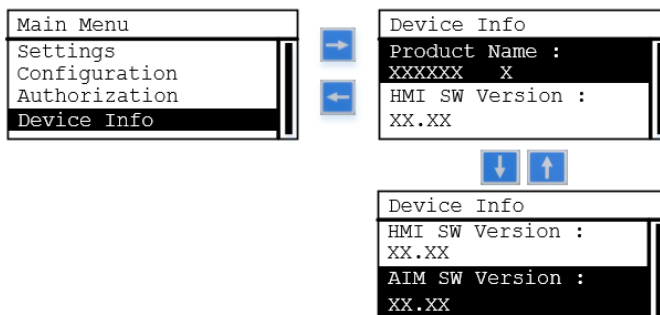 Main Menu
Settings
Configuration
Authorization
Device Info
Device Info
Product Name :
XXXXXX X
HMI SW Version :
XX.XX
Device Info
HMI SW Version :
XX.XX
AIM SW Version :
XX.XX